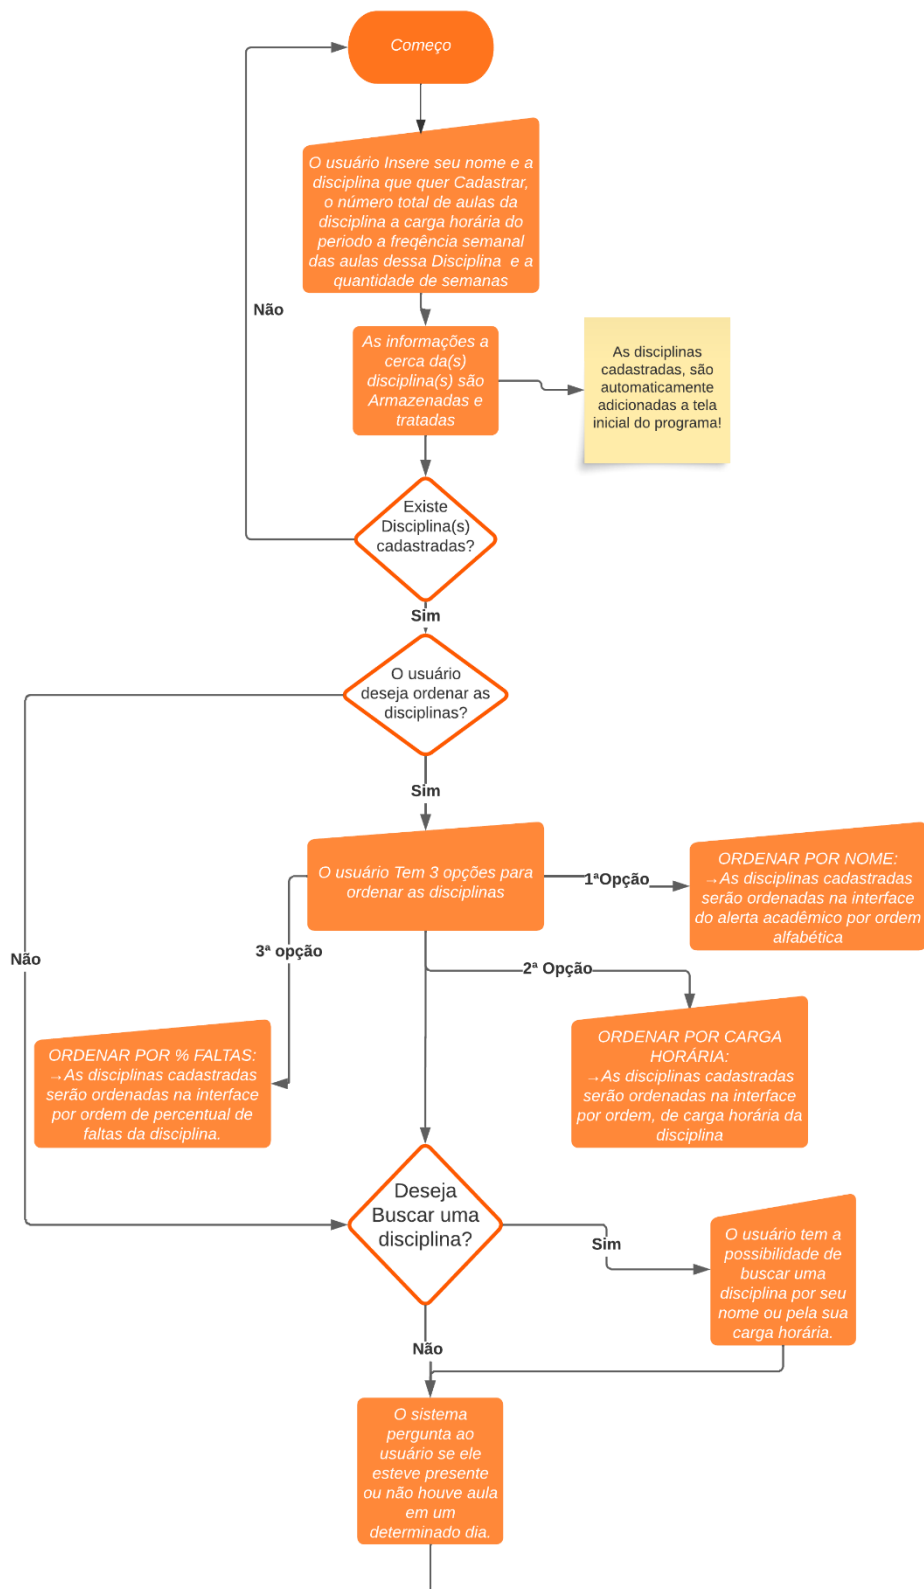 Começo
O usuário Insere seu nome e a
disciplina que quer Cadastrar,
o número total de aulas da
disciplina a carga horária do
periodo a freqência semanal
das aulas dessa Disciplina e a
quantidade de semanas
Não
As informações a
cerca da(s)
disciplina(s) são
Armazenadas e
tratadas
As disciplinas
cadastradas, são
automaticamente
adicionadas a tela
inicial do programa!
Existe
Disciplina(s)
cadastradas?
Sim
O usuário
deseja ordenar as
disciplinas?
Sim
O usuário Tem 3 opções para
ordenar as disciplinas
1ªOpção
ORDENAR POR NOME:
→As disciplinas cadastradas
serão ordenadas na interface
do alerta acadêmico por ordem
alfabética
Não
3ª opção
2ª Opção
ORDENAR POR % FALTAS:
→As disciplinas cadastradas
serão ordenadas na interface
por ordem de percentual de
faltas da disciplina.
ORDENAR POR CARGA
HORÁRIA:
→As disciplinas cadastradas
serão ordenadas na interface
por ordem, de carga horária da
disciplina
Deseja
Buscar uma
disciplina?
Sim
O usuário tem a
possibilidade de
buscar uma
disciplina por seu
nome ou pela sua
carga horária.
Não
O sistema
pergunta ao
usuário se ele
esteve presente
ou não houve aula
em um
determinado dia.